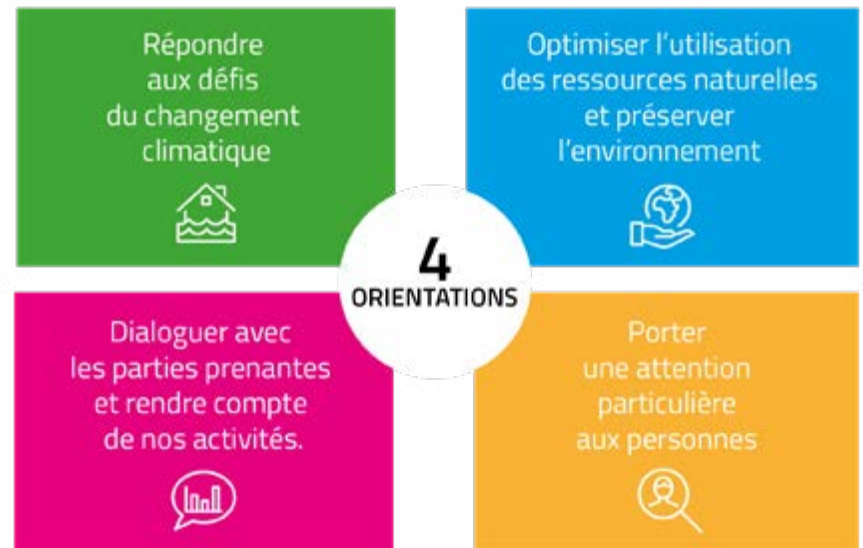 Répondre
aux défis
du changement
climatique
Optimiser l'utilisation
des ressources naturelles
et préserver
l'environnement
4
ORIENTATIONS
Dialoguer avec
les parties prenantes
et rendre compte
de nos activités.
Porter
une attention
particulière
aux personnes